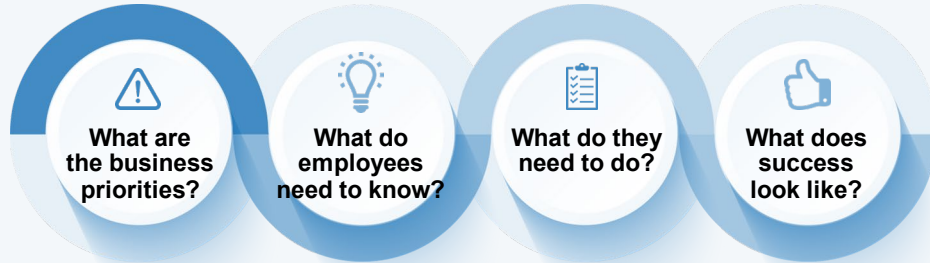 What are
the business
priorities?
What do
employees
need to know?
What do they
need to do?
What does
success
look like?